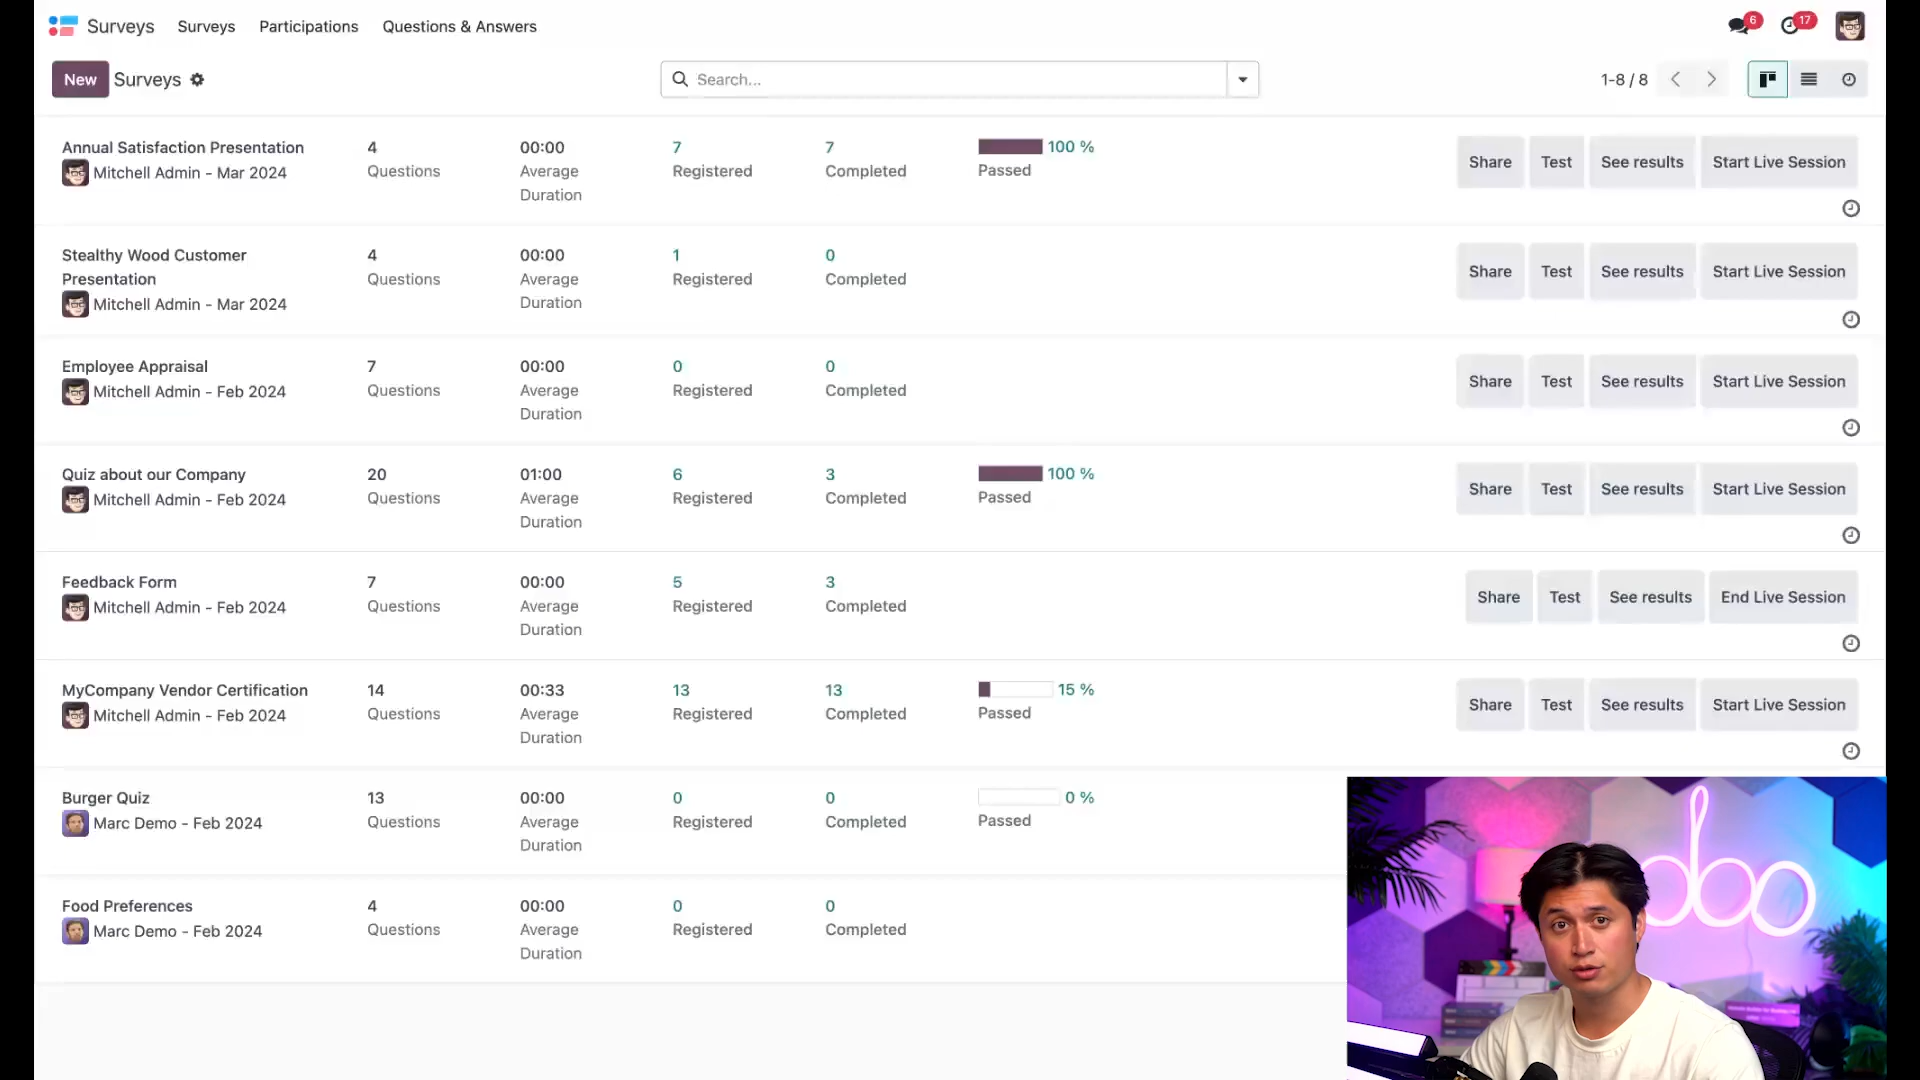 Surveys Surveys Participations Questions & Answers 6 17
New Surveys Search... 1-8 / 8
Annual Satisfaction Presentation 4 00:00 7 7 100 %
Mitchell Admin - Mar 2024 Questions Average Registered Completed Passed Share Test See results Start Live Session
Duration
Stealthy Wood Customer 4 00:00 1 0
Presentation Questions Average Registered Completed Share Test See results Start Live Session
Mitchell Admin - Mar 2024 Duration
Employee Appraisal 7 00:00 0 0
Mitchell Admin - Feb 2024 Questions Average Registered Completed Share Test See results Start Live Session
Duration
Quiz about our Company 20 01:00 6 3 100 %
Mitchell Admin - Feb 2024 Questions Average Registered Completed Passed Share Test See results Start Live Session
Duration
Feedback Form 7 00:00 5 3
Mitchell Admin - Feb 2024 Questions Average Registered Completed Share Test See results End Live Session
Duration
MyCompany Vendor Certification 14 00:33 13 13 15 %
Mitchell Admin - Feb 2024 Questions Average Registered Completed Passed Share Test See results Start Live Session
Duration
Burger Quiz 13 00:00 0 0 0 %
Marc Demo - Feb 2024 Questions Average Registered Completed Passed
Duration
Food Preferences 4 00:00 0 0
Marc Demo - Feb 2024 Questions Average Registered Completed
Duration